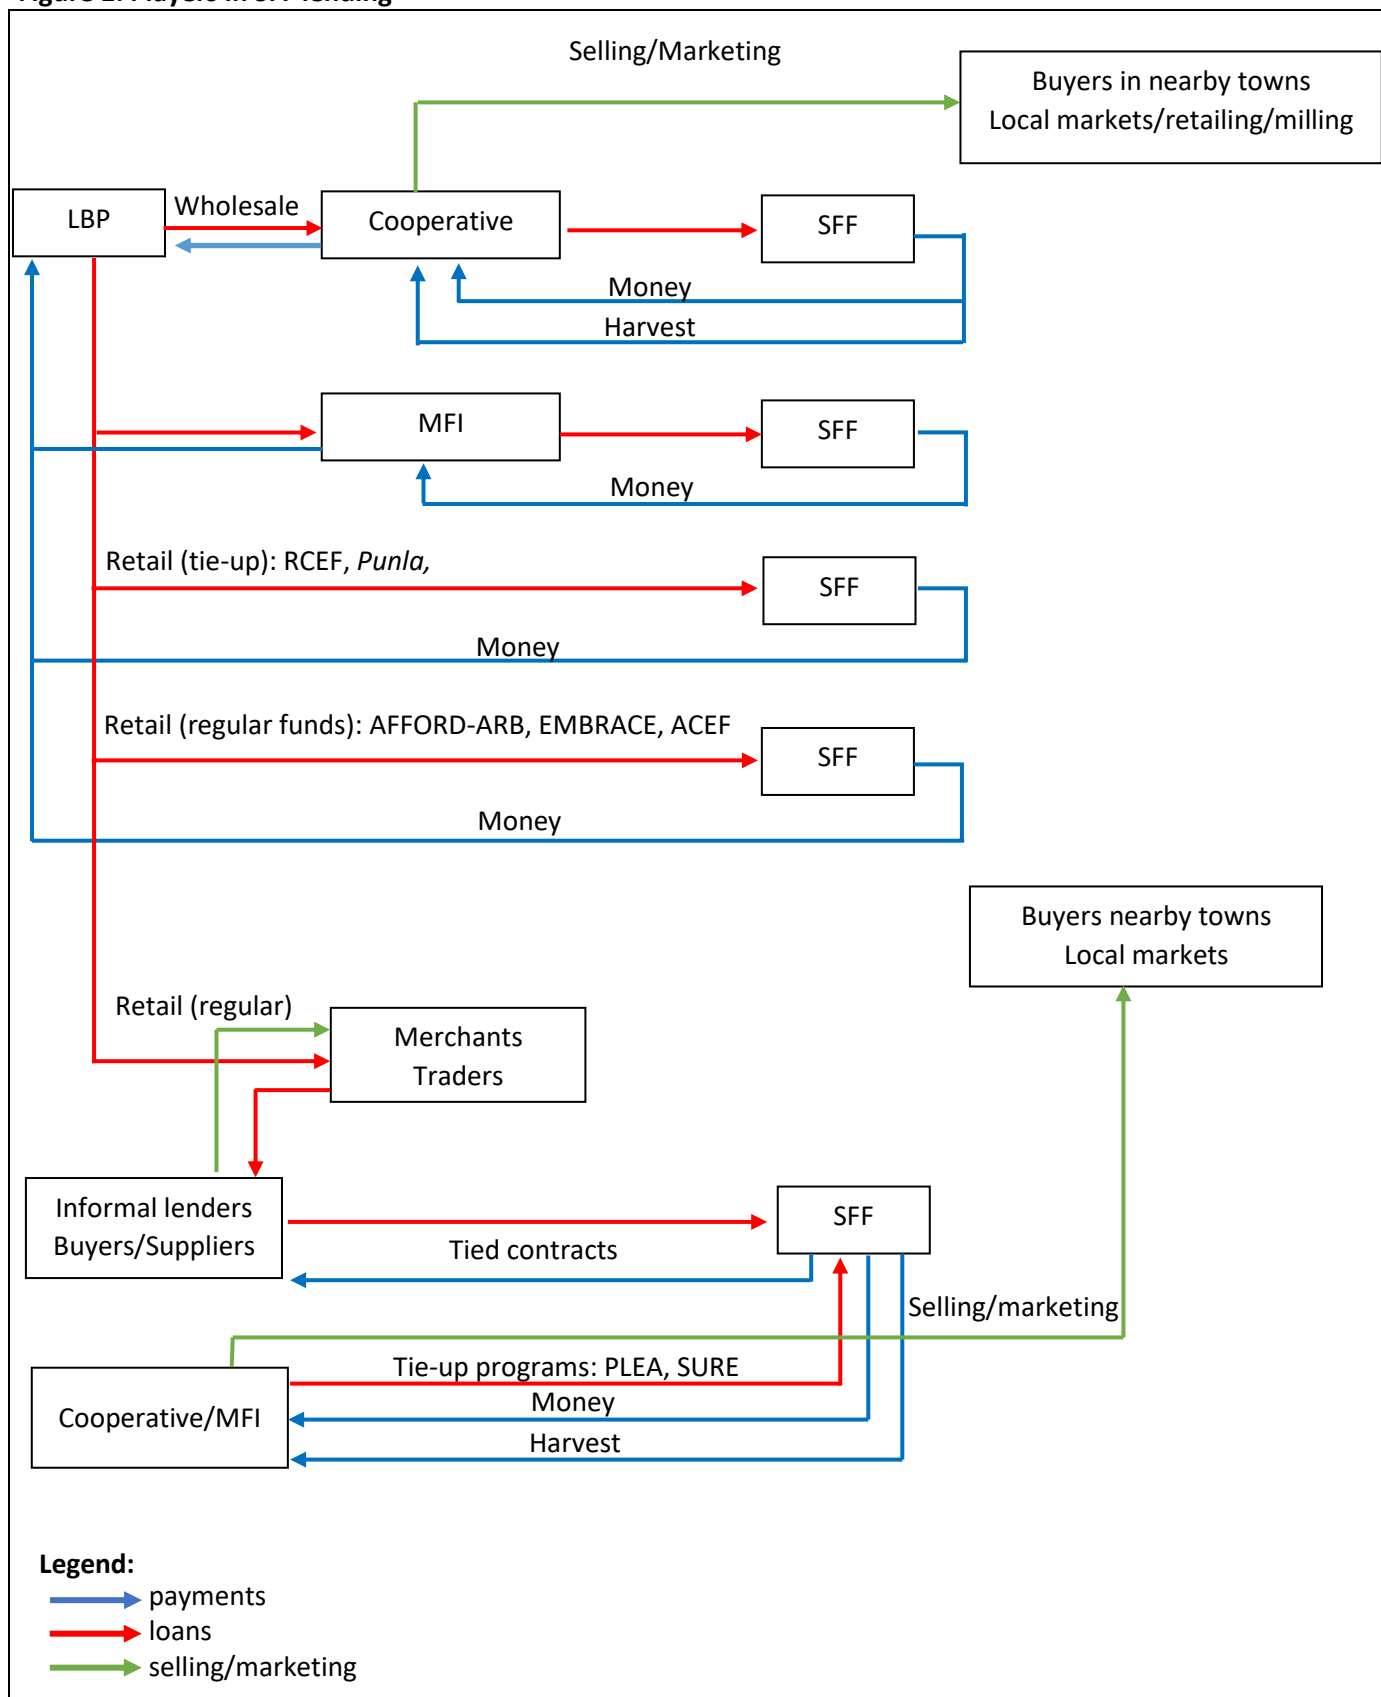 Selling/Marketing
Buyers in nearby towns
Local markets/retailing/milling
LBP
Wholesale
Cooperative
SFF
Money
Harvest
MFI
SFF
Money
Retail (tie-up): RCEF, Punla,
SFF
Money
Retail (regular funds): AFFORD-ARB, EMBRACE, ACEF
SFF
Money
Buyers nearby towns
Local markets
Retail (regular)
Merchants
Traders
Informal lenders
Buyers/Suppliers
SFF
Tied contracts
Selling/marketing
Tie-up programs: PLEA, SURE
Money
Cooperative/MFI
Harvest
Legend:
payments
loans
selling/marketing